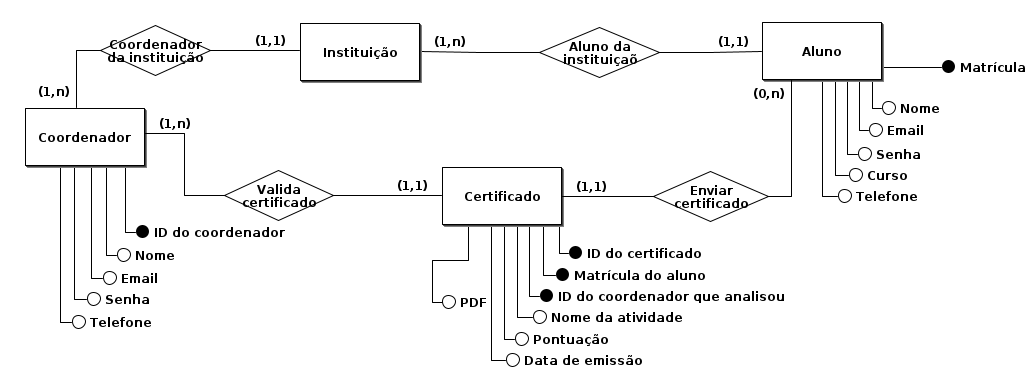 Coordenador
da instituição
(1,1)
Instituição
(1,n)
Aluno da
instituiçaõ
(1,1)
Aluno
Matrícula
(1,n)
(0,n)
Nome
Email
Senha
Curso
Telefone
Coordenador
(1,n)
Valida
certificado
(1,1)
Certificado
(1,1)
Enviar
certificado
ID do coordenador
Nome
Email
Senha
Telefone
PDF
ID do certificado
Matrícula do aluno
ID do coordenador que analisou
Nome da atividade
Pontuação
Data de emissão